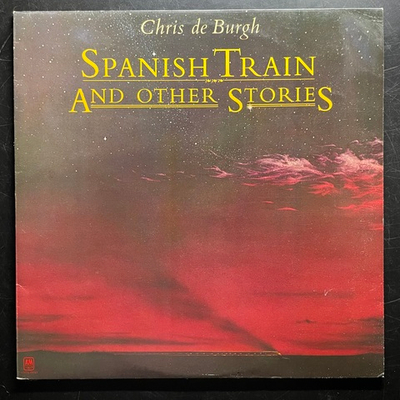 Chris de Burgh
SPANISH TRAIN
AND OTHER STORIES
A&M